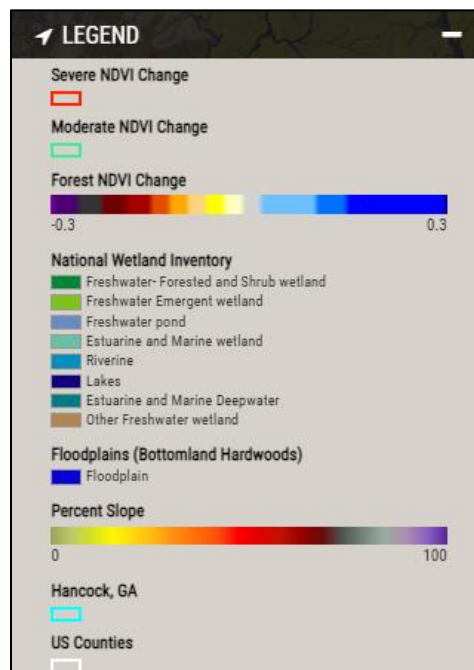 LEGEND
Severe NDVI Change
Moderate NDVI Change
Forest NDVI Change
-0.3 0.3
National Wetland Inventory
Freshwater- Forested and Shrub wetland
Freshwater Emergent wetland
Freshwater pond
Estuarine and Marine wetland
Riverine
Lakes
Estuarine and Marine Deepwater
Other Freshwater wetland
Floodplains (Bottomland Hardwoods)
Floodplain
Percent Slope
0 100
Hancock, GA
US Counties